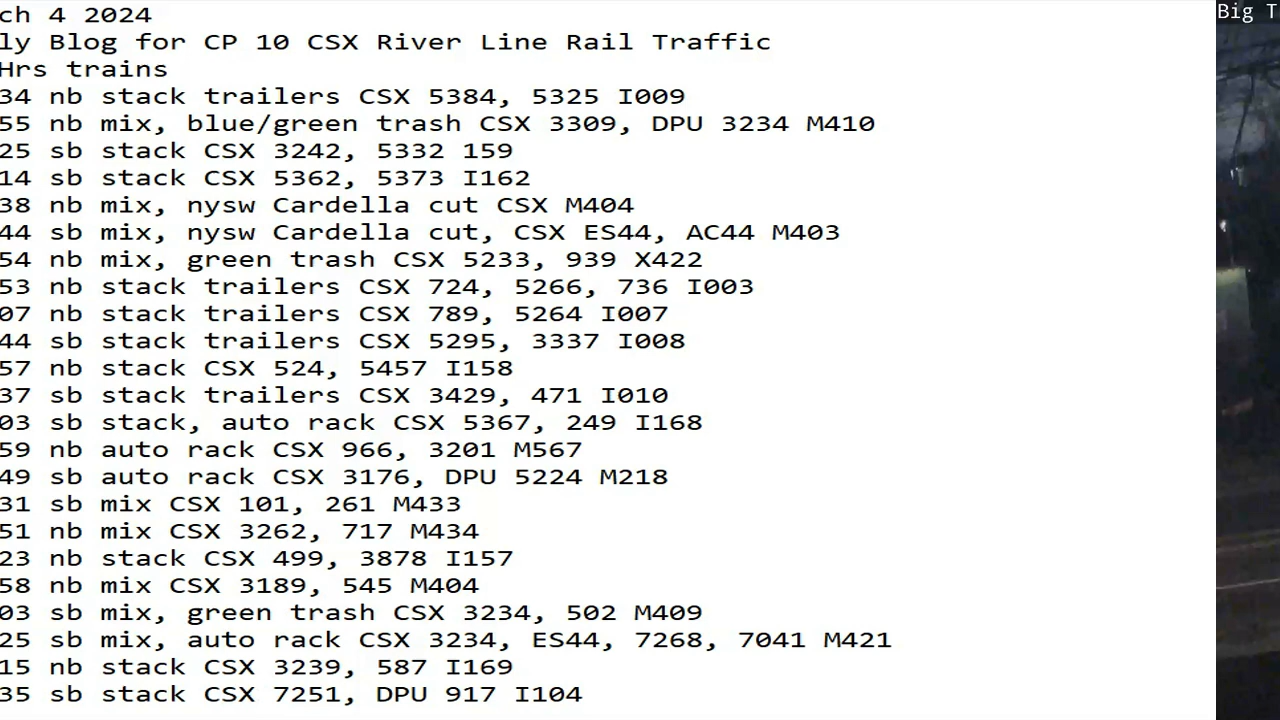 ch 4 2024
ly Blog for CP 10 CSX River Line Rail Traffic
Hrs trains
34 nb stack trailers CSX 5384, 5325 I009
55 nb mix, blue/green trash CSX 3309, DPU 3234 M410
25 sb stack CSX 3242, 5332 159
14 sb stack CSX 5362, 5373 I162
38 nb mix, nysw Cardella cut CSX M404
44 sb mix, nysw Cardella cut, CSX ES44, AC44 M403
54 nb mix, green trash CSX 5233, 939 X422
53 nb stack trailers CSX 724, 5266, 736 I003
07 nb stack trailers CSX 789, 5264 I007
44 sb stack trailers CSX 5295, 3337 I008
57 nb stack CSX 524, 5457 I158
37 sb stack trailers CSX 3429, 471 I010
03 sb stack, auto rack CSX 5367, 249 I168
59 nb auto rack CSX 966, 3201 M567
49 sb auto rack CSX 3176, DPU 5224 M218
31 sb mix CSX 101, 261 M433
51 nb mix CSX 3262, 717 M434
23 nb stack CSX 499, 3878 I157
58 nb mix CSX 3189, 545 M404
03 sb mix, green trash CSX 3234, 502 M409
25 sb mix, auto rack CSX 3234, ES44, 7268, 7041 M421
15 nb stack CSX 3239, 587 I169
35 sb stack CSX 7251, DPU 917 I104
Big T